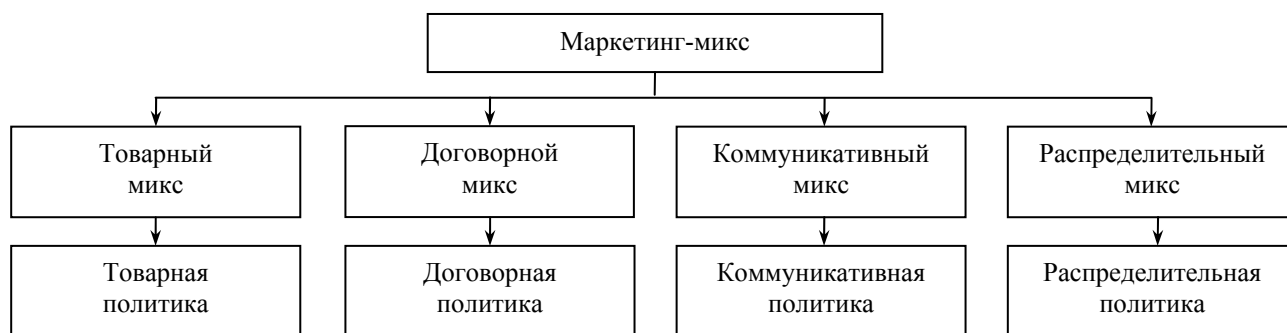 Маркетинг-микс
Товарный
микс
Договорной
микс
Коммуникативный
микс
Распределительный
микс
Товарная
политика
Договорная
политика
Коммуникативная
политика
Распределительная
политика